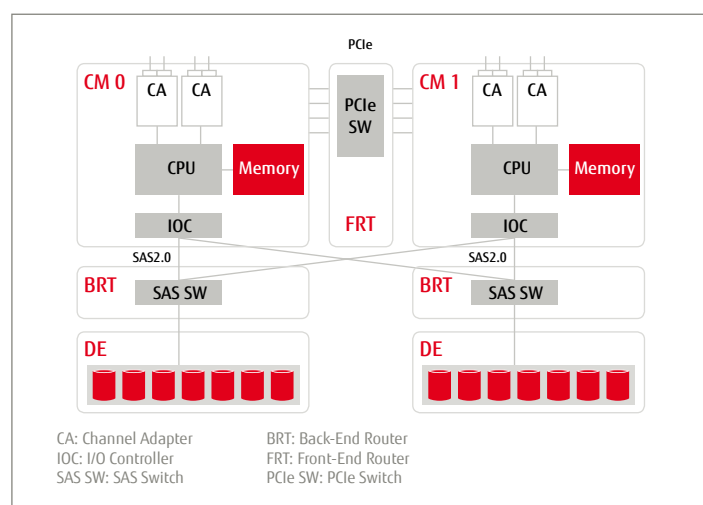 PCIe
CM 0
CA
CA
PCIe
SW
CM 1
CA
CA
CPU
Memory
CPU
Memory
IOC
FRT
IOC
SAS2.0
SAS2.0
BRT
SAS SW
BRT
SAS SW
DE
DE
CA: Channel Adapter
BRT: Back-End Router
IOC: I/O Controller
FRT: Front-End Router
SAS SW: SAS Switch
PCIe SW: PCIe Switch